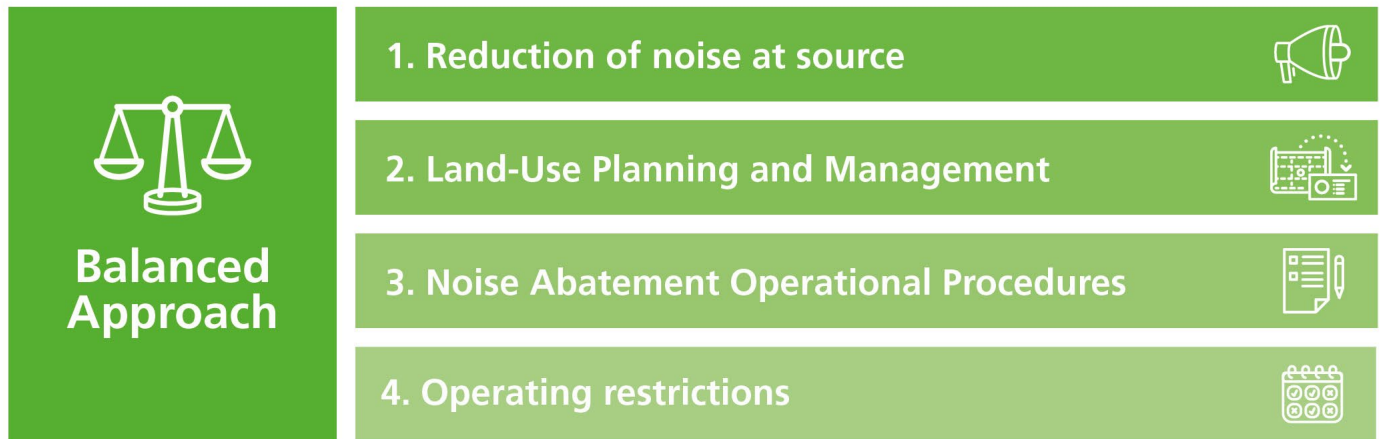 Balanced
Approach
1. Reduction of noise at source
2. Land-Use Planning and Management
3. Noise Abatement Operational Procedures
4. Operating restrictions